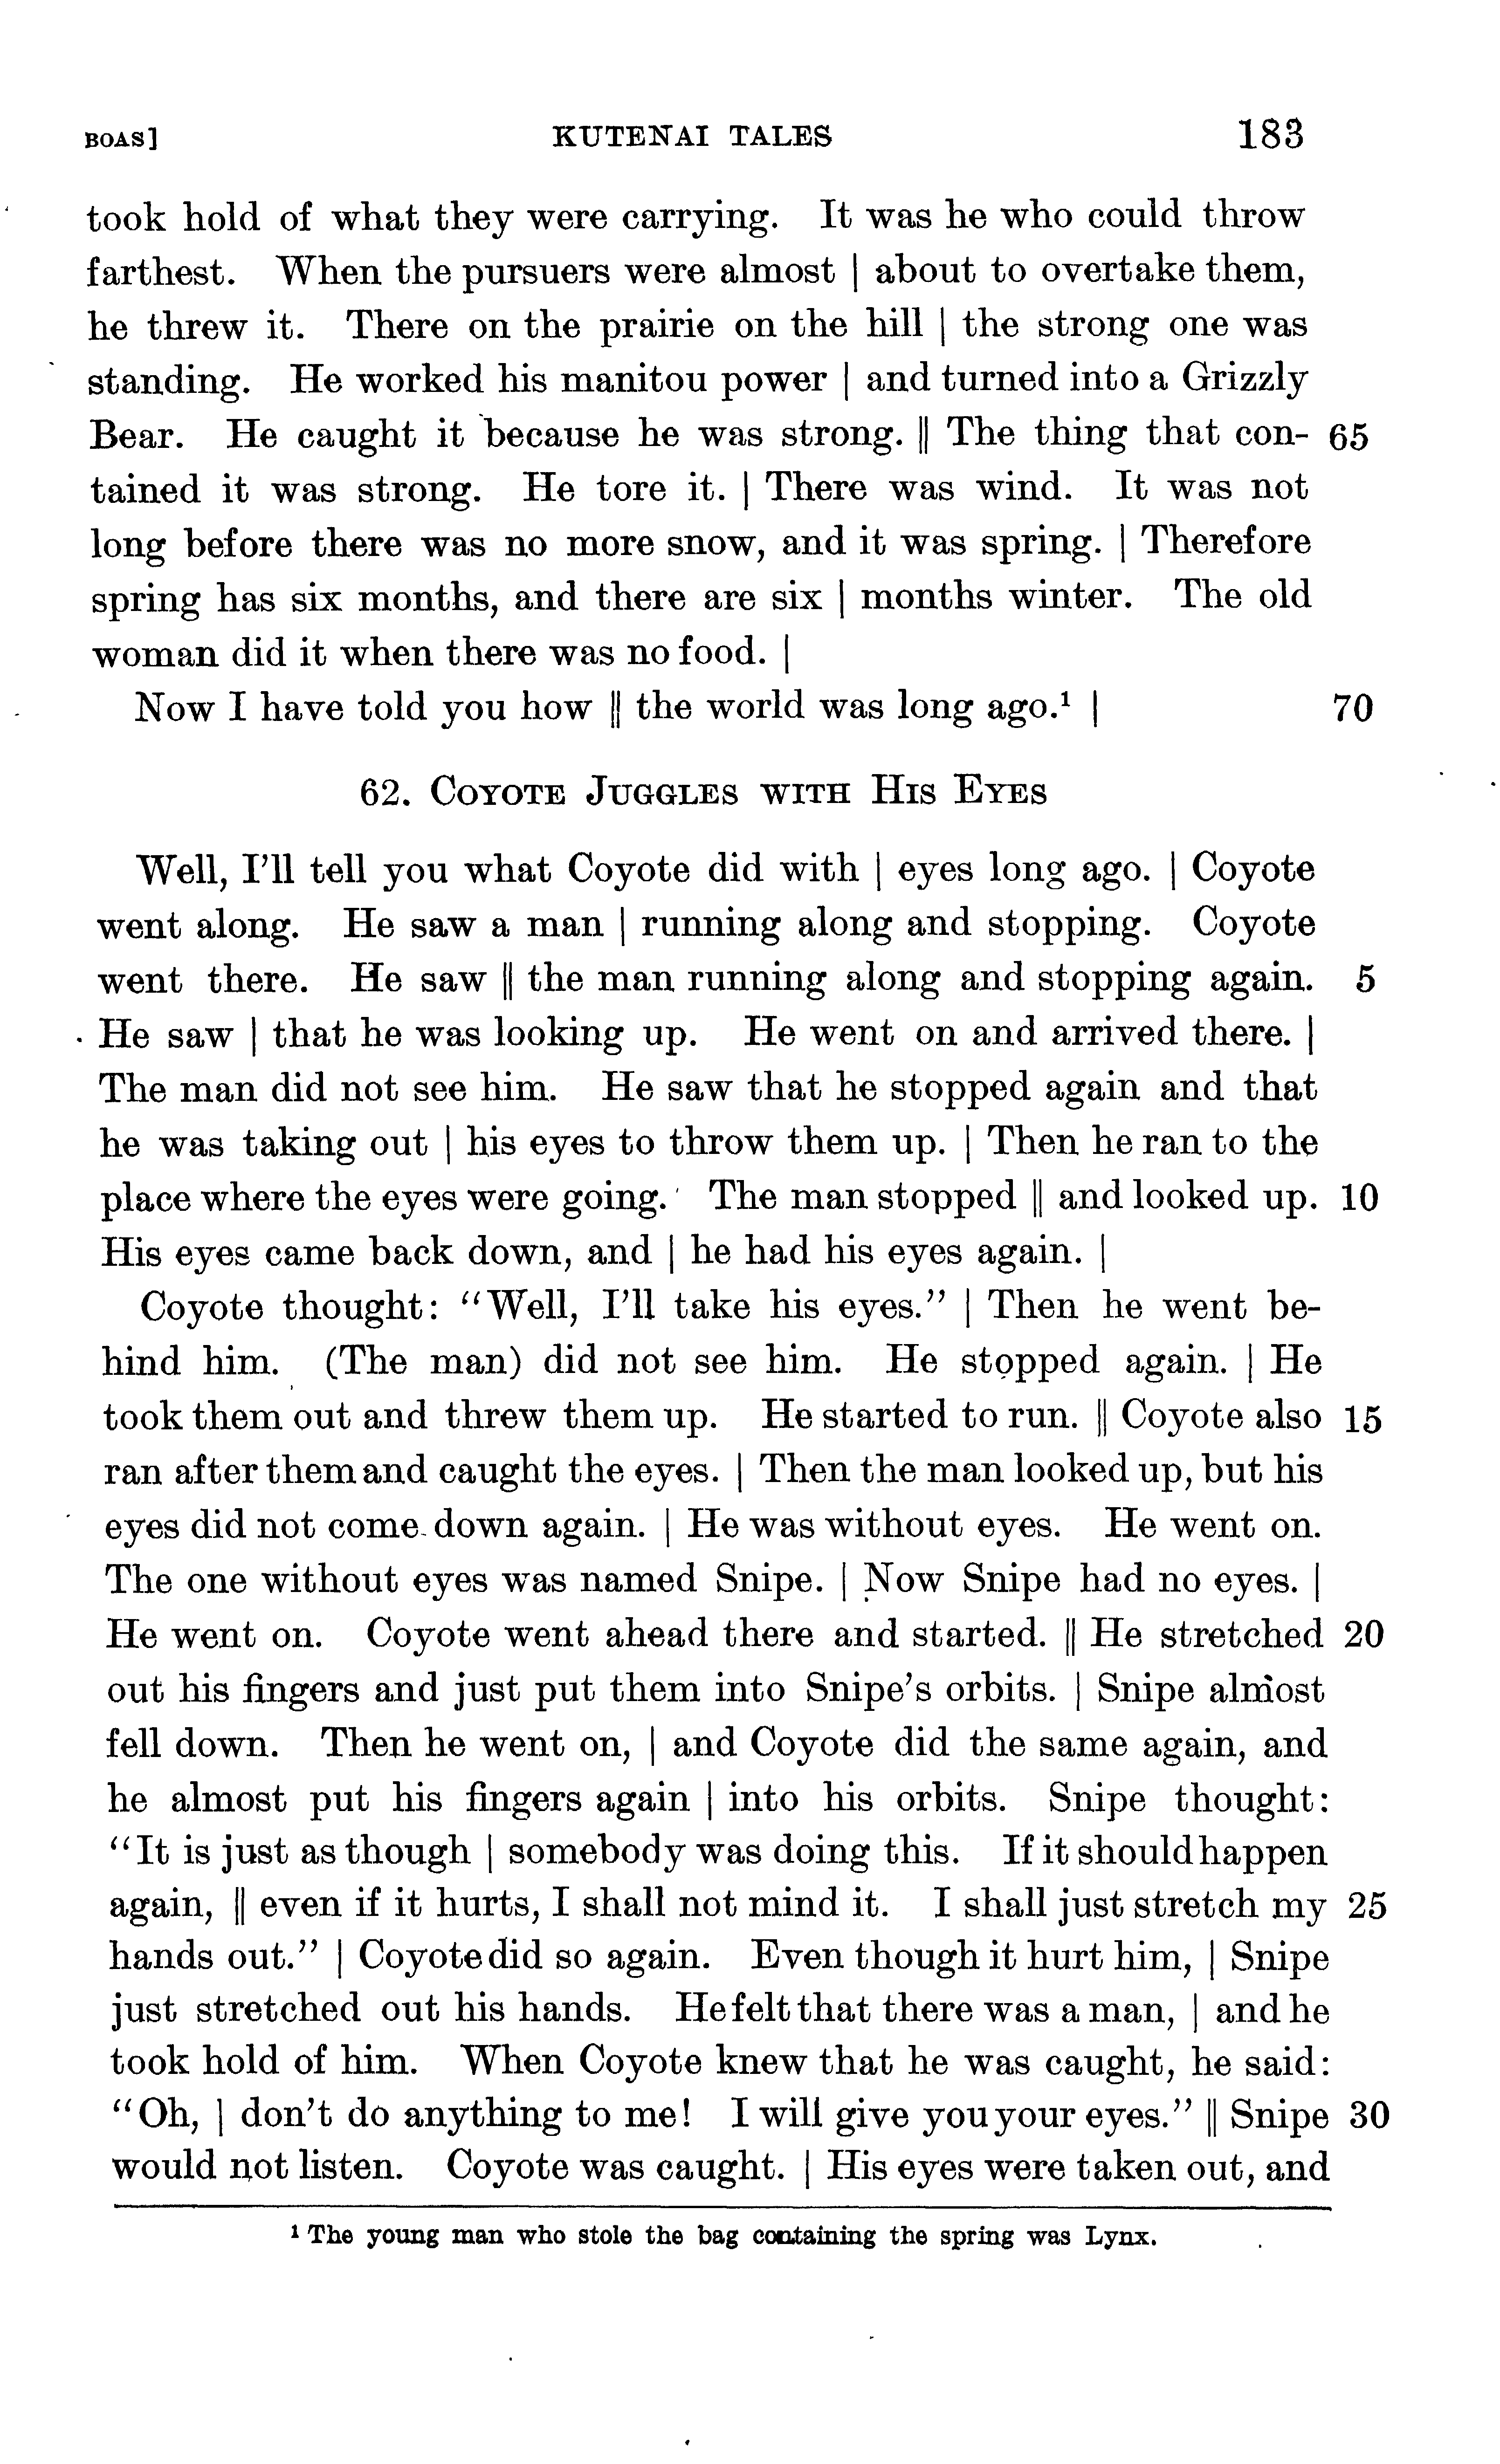 BOAS] KUTENAI TALES 183
took hold of what they were carrying. It was he who could throw
farthest. When the pursuers were almost | about to overtake them,
he threw it. There on the prairie on the hill | the strong one was
standing. He worked his manitou power | and turned into a Grizzly
Bear. He caught it because he was strong. || The thing that con- 65
tained it was strong. He tore it. | There was wind. It was not
long before there was no more snow, and it was spring. | Therefore
spring has six months, and there are six | months winter. The old
woman did it when there was no food. |
Now I have told you how || the world was long ago.¹ | 70
62. COYOTE JUGGLES WITH HIS EYES
Well, I'll tell you what Coyote did with | eyes long ago. | Coyote
went along. He saw a man | running along and stopping. Coyote
went there. He saw || the man running along and stopping again. 5
He saw | that he was looking up. He went on and arrived there. |
The man did not see him. He saw that he stopped again and that
he was taking out | his eyes to throw them up. | Then he ran to the
place where the eyes were going. The man stopped || and looked up. 10
His eyes came back down, and | he had his eyes again. |
Coyote thought: "Well, I'll take his eyes." | Then he went be-
hind him. (The man) did not see him. He stopped again. | He
took them out and threw them up. He started to run. || Coyote also 15
ran after them and caught the eyes. | Then the man looked up, but his
eyes did not come down again. | He was without eyes. He went on.
The one without eyes was named Snipe. | Now Snipe had no eyes. |
He went on. Coyote went ahead there and started. || He stretched 20
out his fingers and just put them into Snipe's orbits. | Snipe almost
fell down. Then he went on, | and Coyote did the same again, and
he almost put his fingers again | into his orbits. Snipe thought:
"It is just as though | somebody was doing this. If it should happen
again, || even if it hurts, I shall not mind it. I shall just stretch my 25
hands out." | Coyote did so again. Even though it hurt him, | Snipe
just stretched out his hands. He felt that there was a man, | and he
took hold of him. When Coyote knew that he was caught, he said:
"Oh, | don't do anything to me! I will give you your eyes." || Snipe 30
would not listen. Coyote was caught. | His eyes were taken out, and
¹ The young man who stole the bag containing the spring was Lynx.